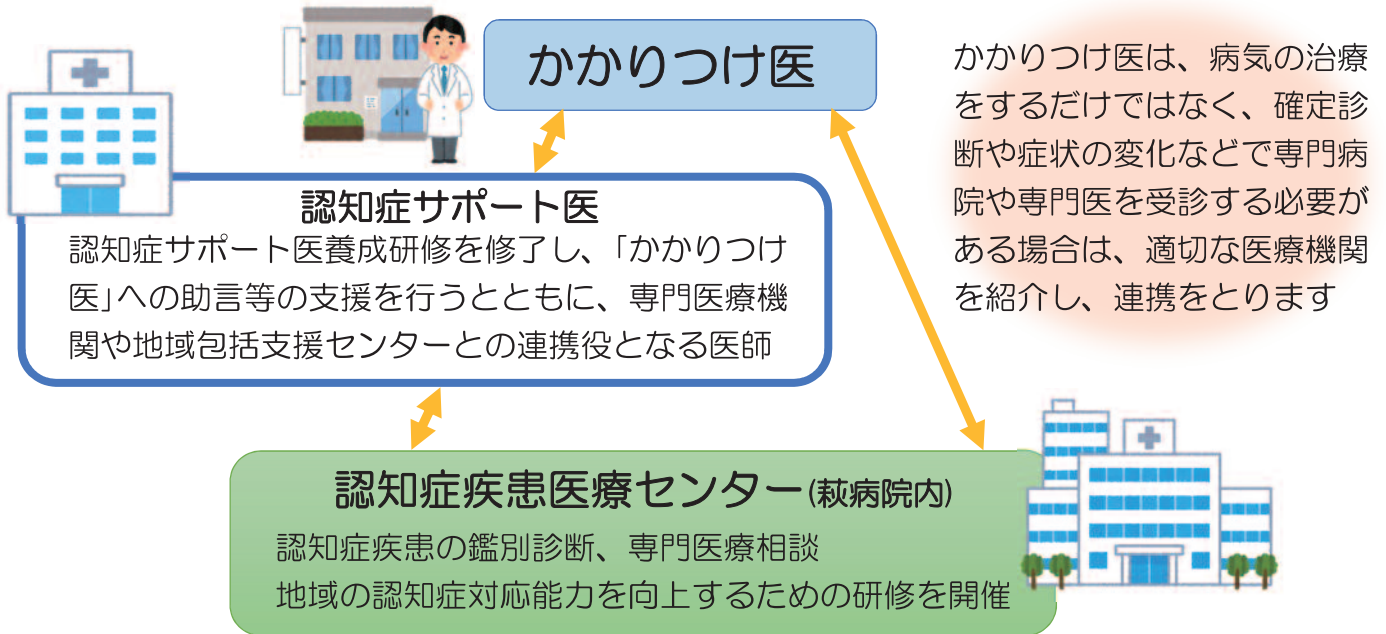 かかりつけ医
かかりつけ医は、病気の治療
をするだけではなく、確定診
断や症状の変化などで専門病
院や専門医を受診する必要が
ある場合は、適切な医療機関
を紹介し、連携をとります
認知症サポート医
認知症サポート医養成研修を修了し、「かかりつけ
医」への助言等の支援を行うとともに、専門医療機
関や地域包括支援センターとの連携役となる医師
認知症疾患医療センター(萩病院内)
認知症疾患の鑑別診断、専門医療相談
地域の認知症対応能力を向上するための研修を開催